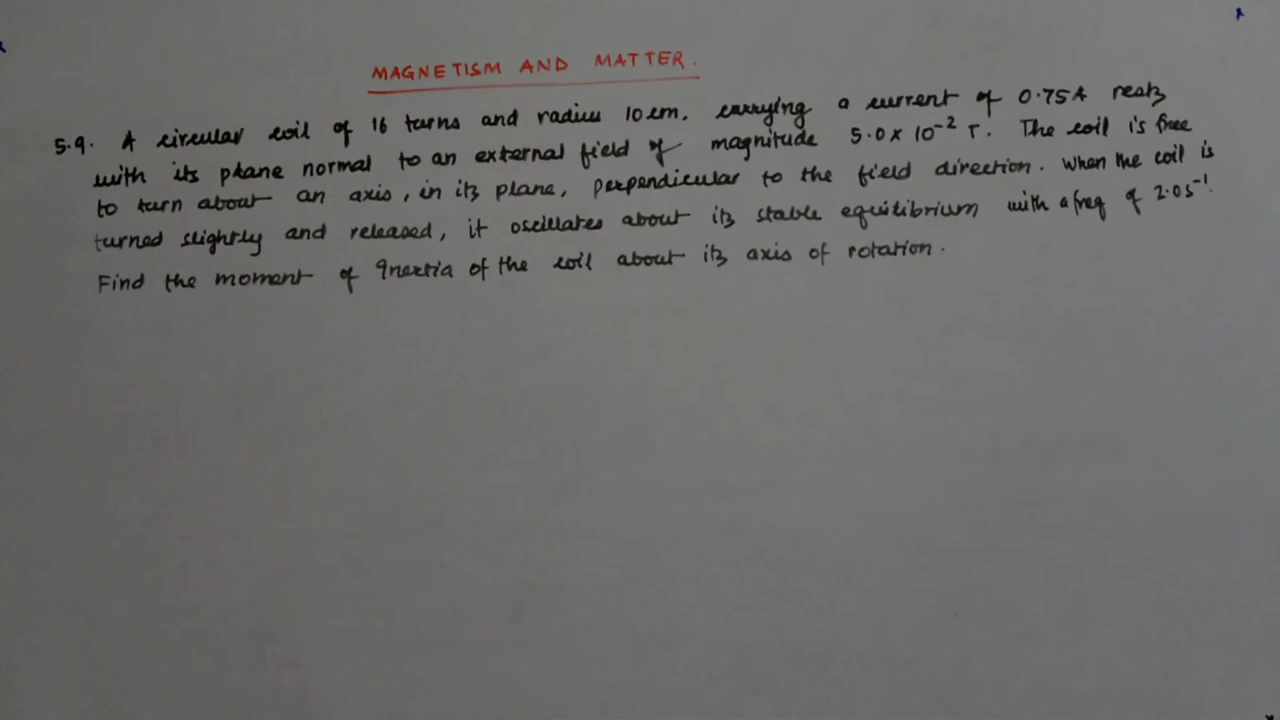 MAGNETISM AND MATTER.
5.9. A circular coil of 16 turns and radius 10cm. carrying a current of 0.75A rests
with its plane normal to an external field of magnitude 5.0 x 10⁻² T. The coil is free
to turn about an axis, in its plane, perpendicular to the field direction. When the coil is
turned slightly and released, it oscillates about its stable equilibrium with a freq of 2.0s⁻¹.
Find the moment of Inertia of the coil about its axis of rotation.